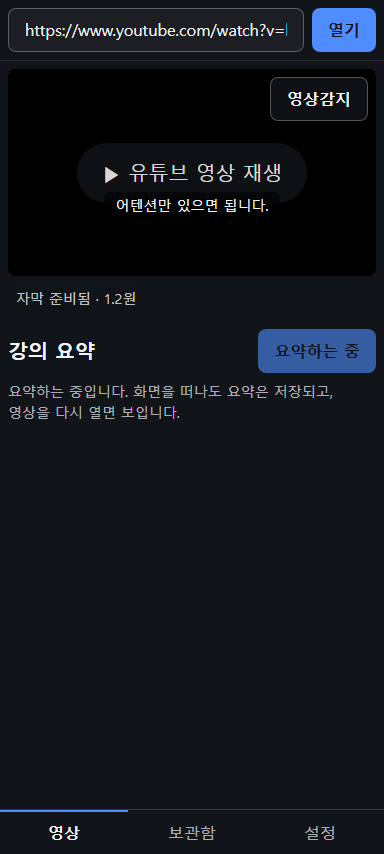 https://www.youtube.com/watch?v=
열기
영상감지
▶ 유튜브 영상 재생
어텐션만 있으면 됩니다.
자막 준비됨 · 1.2원
강의 요약
요약하는 중
요약하는 중입니다. 화면을 떠나도 요약은 저장되고,
영상을 다시 열면 보입니다.
영상
보관함
설정